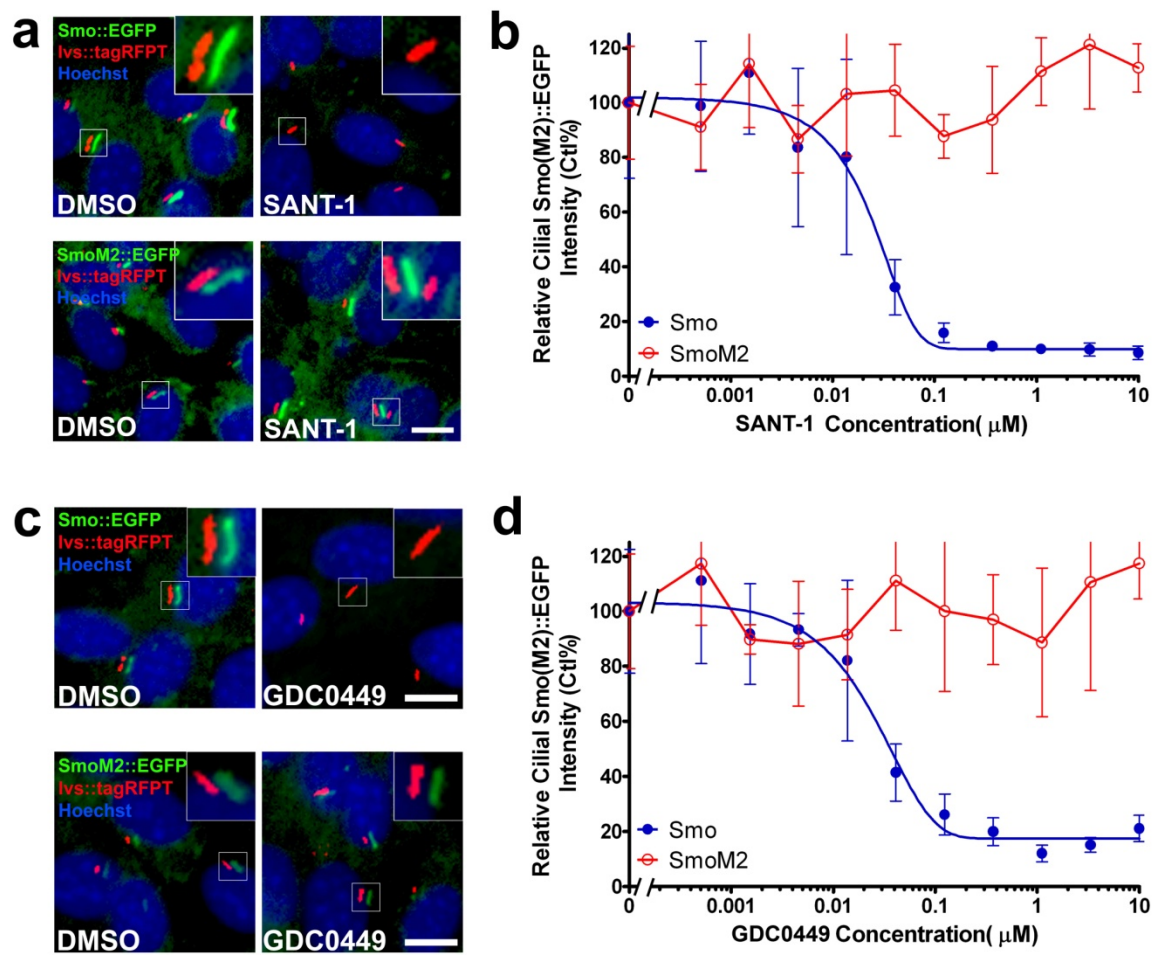 a
Smo::EGFP
Ivs::tagRFPT
Hoechst
DMSO
SANT-1
SmoM2::EGFP
Ivs::tagRFPT
Hoechst
DMSO
SANT-1
b
Relative Cilial Smo(M2)::EGFP
Intensity (Ctl%)
120
100
80
60
40
20
0
Smo
SmoM2
0 0.001 0.01 0.1 1 10
SANT-1 Concentration( μM)
c
Smo::EGFP
Ivs::tagRFPT
Hoechst
DMSO
GDC0449
SmoM2::EGFP
Ivs::tagRFPT
Hoechst
DMSO
GDC0449
d
Relative Cilial Smo(M2)::EGFP
Intensity (Ctl%)
120
100
80
60
40
20
0
Smo
SmoM2
0 0.001 0.01 0.1 1 10
GDC0449 Concentration( μM)